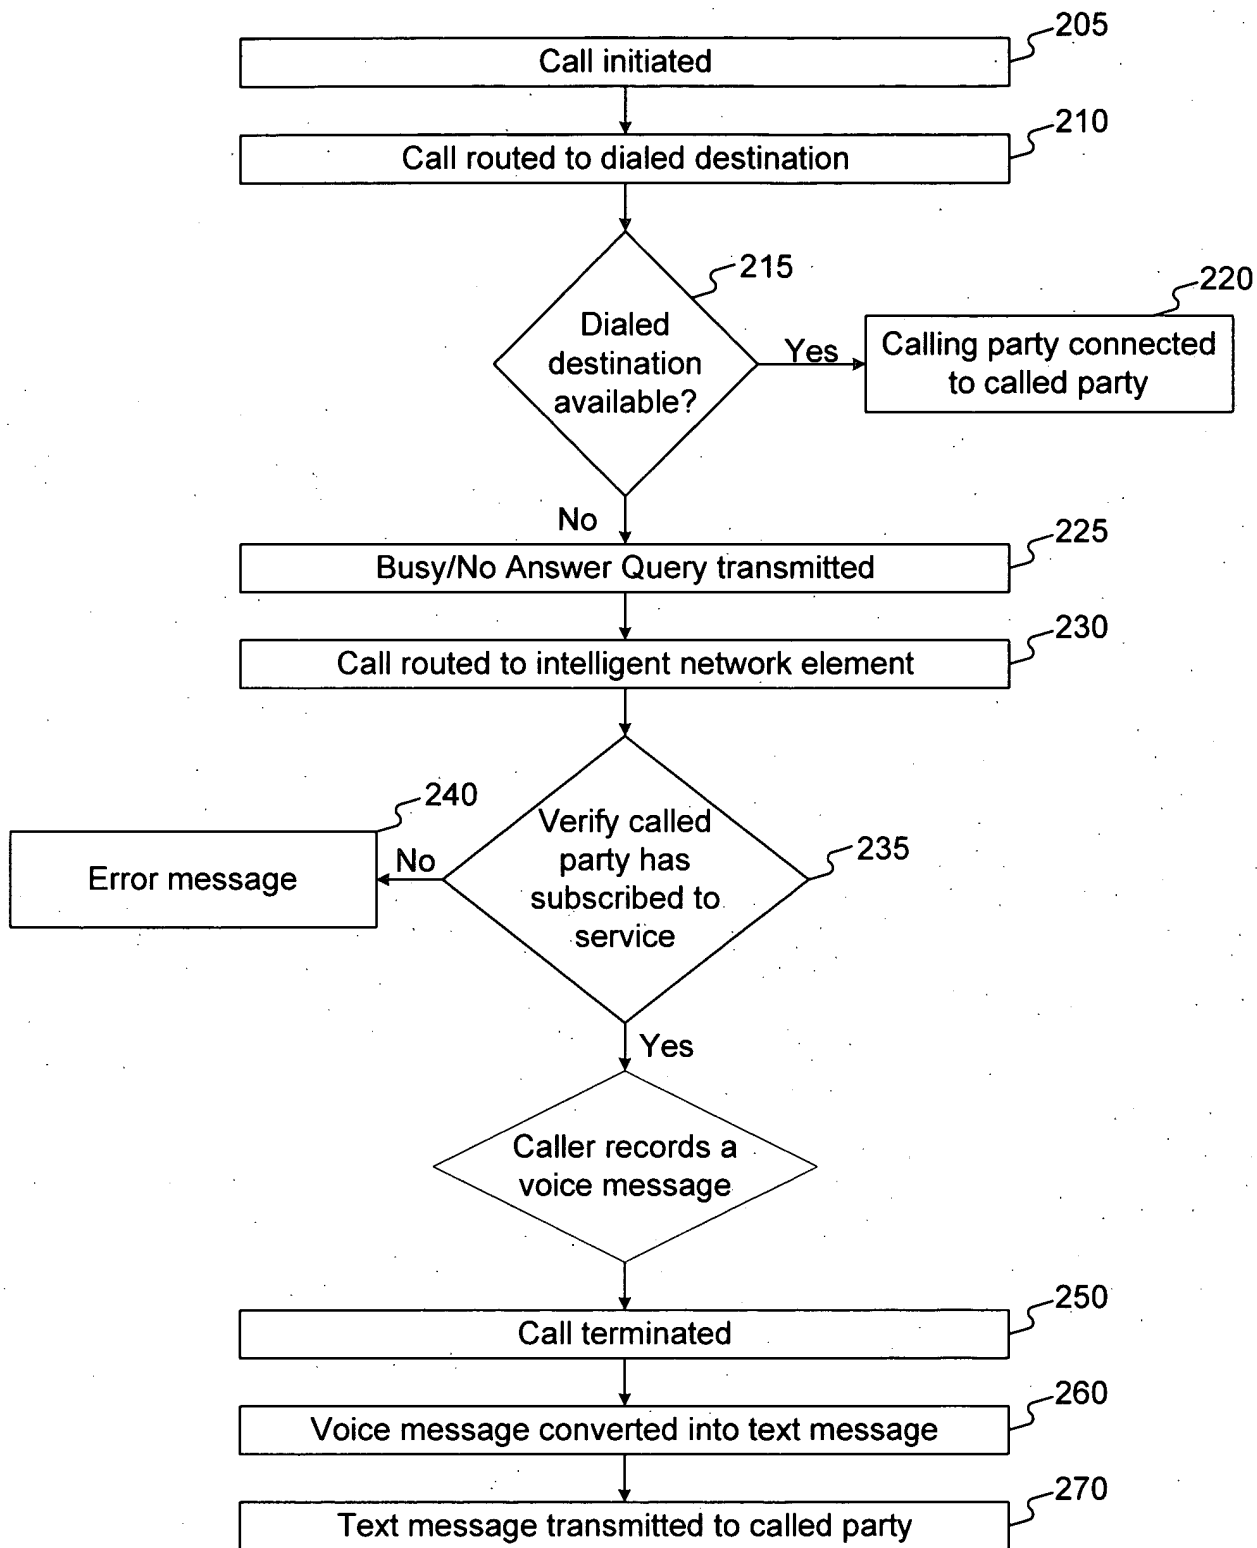 205
Call initiated
210
Call routed to dialed destination
215
Dialed
destination
available?
Yes
220
Calling party connected
to called party
No
225
Busy/No Answer Query transmitted
230
Call routed to intelligent network element
240
Error message
No
Verify called
party has
subscribed to
service
235
Yes
Caller records a
voice message
250
Call terminated
260
Voice message converted into text message
270
Text message transmitted to called party